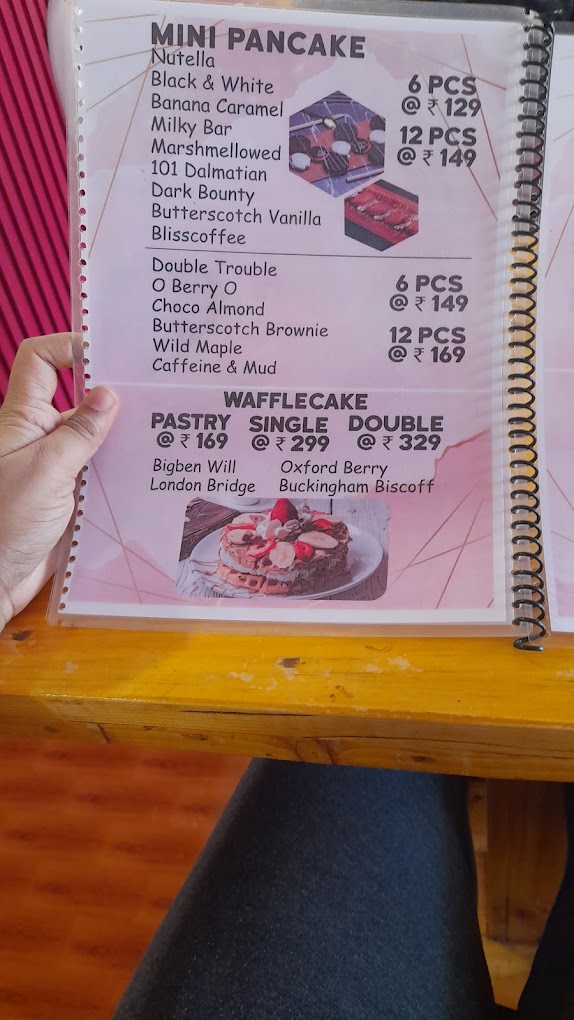 MINI PANCAKE
Nutella
Black & White
Banana Caramel
Milky Bar
Marshmellowed
101 Dalmatian
Dark Bounty
Butterscotch Vanilla
Blisscoffee
6 PCS
@ ₹ 129
12 PCS
@ ₹ 149
Double Trouble
O Berry O
Choco Almond
Butterscotch Brownie
Wild Maple
Caffeine & Mud
6 PCS
@ ₹ 149
12 PCS
@ ₹ 169
WAFFLECAKE
PASTRY SINGLE DOUBLE
@ ₹ 169 @ ₹ 299 @ ₹ 329
Bigben Will Oxford Berry
London Bridge Buckingham Biscoff